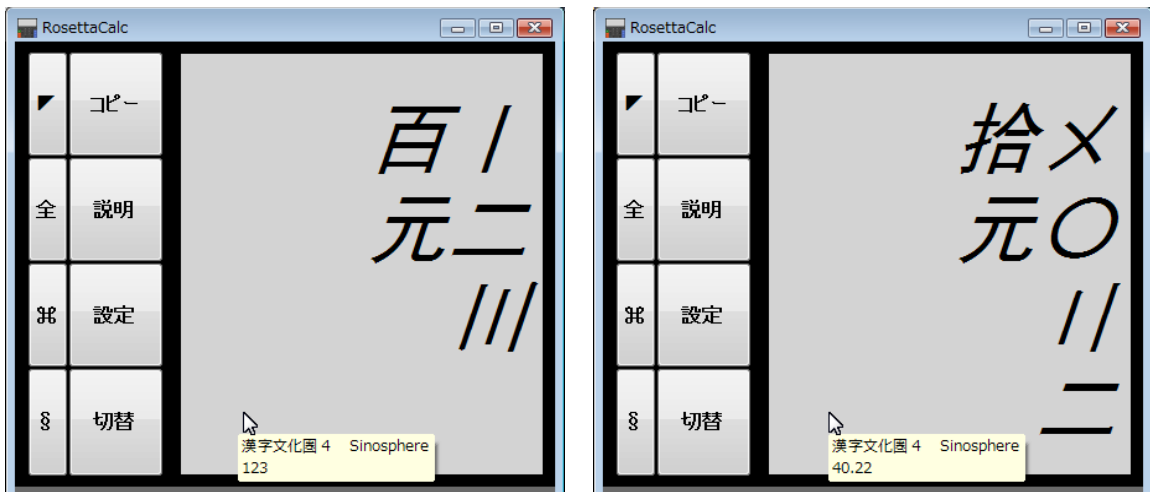 RosettaCalc
◤ コピー
全 説明
⌘ 設定
§ 切替
〡二〣
百元
漢字文化圏 4 Sinosphere
123
RosettaCalc
◤ コピー
全 説明
⌘ 設定
§ 切替
〤〇〢二
拾元
漢字文化圏 4 Sinosphere
40.22